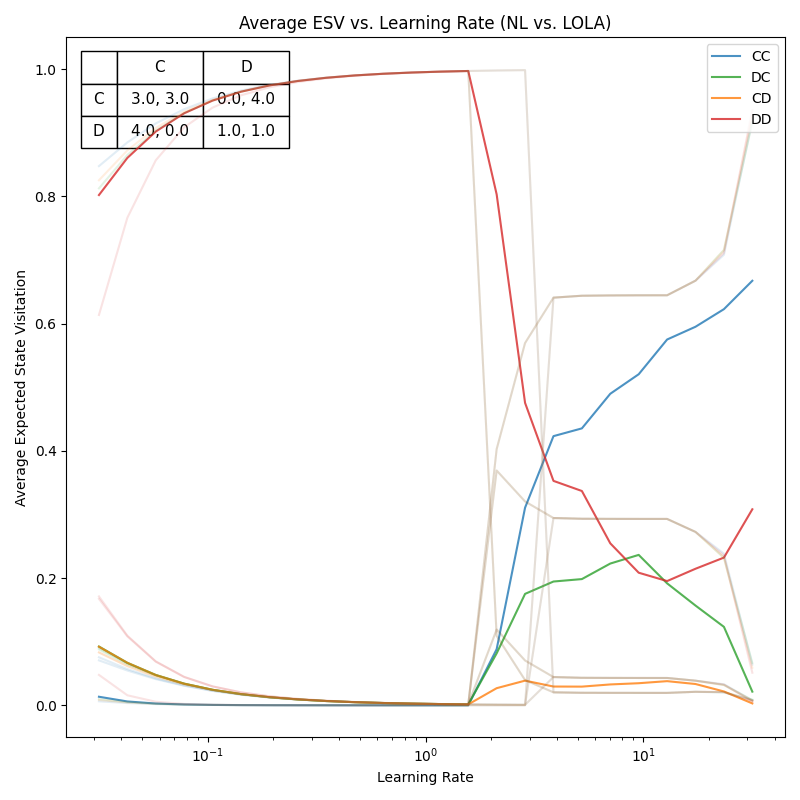 Average ESV vs. Learning Rate (NL vs. LOLA)
C D
C 3.0, 3.0 0.0, 4.0
D 4.0, 0.0 1.0, 1.0
CC
DC
CD
DD
Average Expected State Visitation
1.0
0.8
0.6
0.4
0.2
0.0
10⁻¹ 10⁰ 10¹
Learning Rate